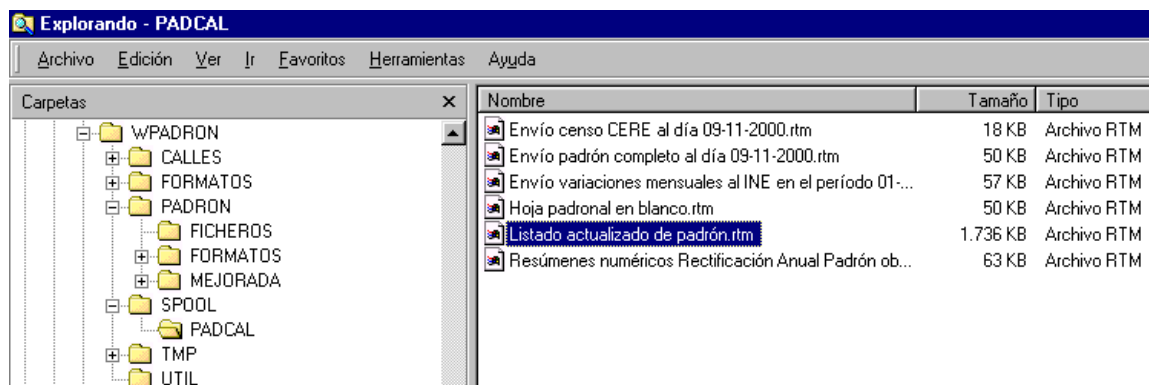 Explorando - PADCAL
Archivo Edición Ver Ir Favoritos Herramientas Ayuda
Carpetas
WPADRON
CALLES
FORMATOS
PADRON
FICHEROS
FORMATOS
MEJORADA
SPOOL
PADCAL
TMP
UTIL
Nombre Tamaño Tipo
Envío censo CERE al día 09-11-2000.rtm 18 KB Archivo RTM
Envío padrón completo al día 09-11-2000.rtm 50 KB Archivo RTM
Envío variaciones mensuales al INE en el período 01-... 57 KB Archivo RTM
Hoja padronal en blanco.rtm 50 KB Archivo RTM
Listado actualizado de padrón.rtm 1.736 KB Archivo RTM
Resúmenes numéricos Rectificación Anual Padrón ob... 63 KB Archivo RTM